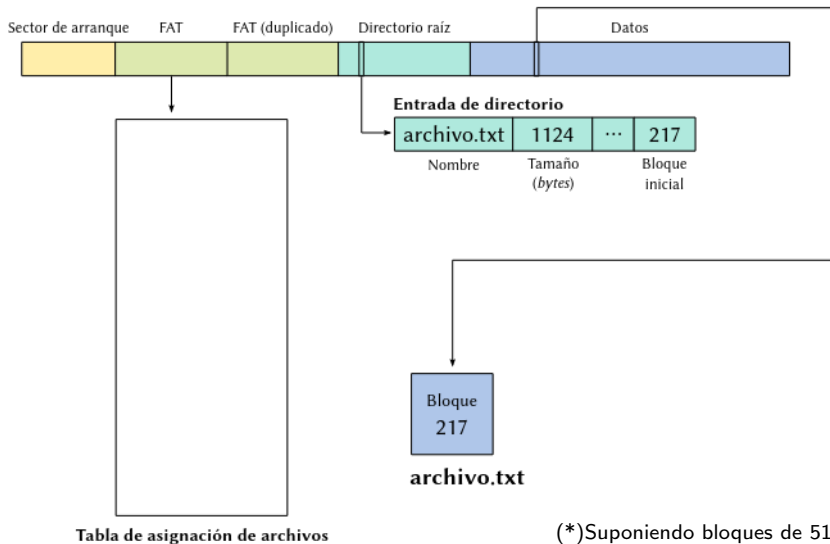 Sector de arranque FAT FAT (duplicado) Directorio raíz Datos
Entrada de directorio
archivo.txt 1124 ... 217
Nombre Tamaño (bytes) Bloque inicial
Bloque
217
archivo.txt
Tabla de asignación de archivos
(*)Suponiendo bloques de 51